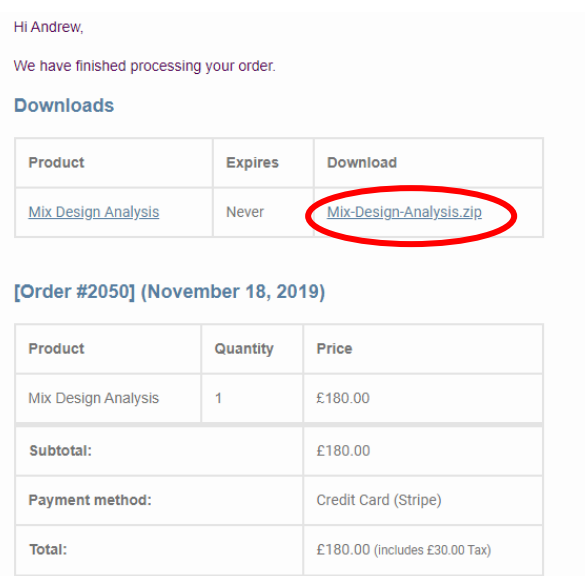 Hi Andrew,
We have finished processing your order.
Downloads
Product Expires Download
Mix Design Analysis Never Mix-Design-Analysis.zip
[Order #2050] (November 18, 2019)
Product Quantity Price
Mix Design Analysis 1 £180.00
Subtotal: £180.00
Payment method: Credit Card (Stripe)
Total: £180.00 (includes £30.00 Tax)